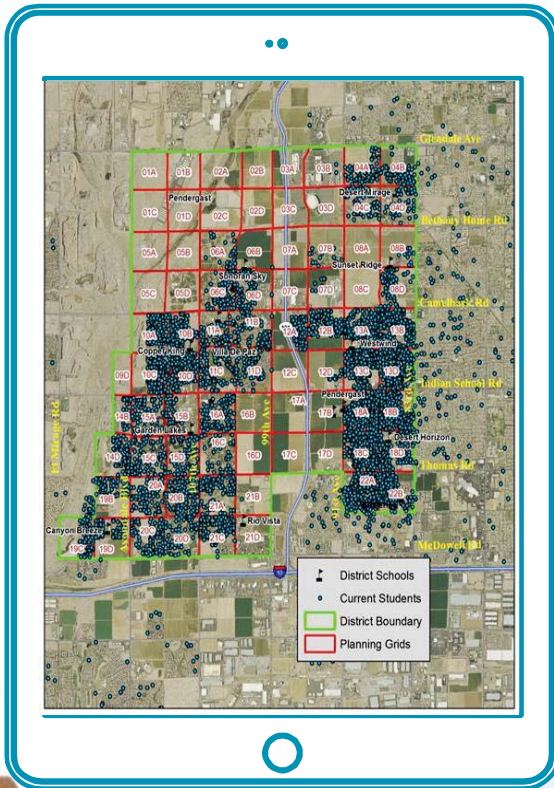 Glendale Ave
01A 01B 02A 02B 03A 03B 04A 04B
Pendergast
Desert Mirage
01C 01D 02C 02D 03C 03D 04C 04D
Bethany Home Rd
05A 05B 06A 06B 07A 07B 08A 08B
Sonoran Sky
Sunset Ridge
05C 05D 06C 06D 07C 07D 08C 08D
Camelback Rd
10A 10B 11A 11B 12A 12B 13A 13B
Copper King
Villa De Paz
Westwind
09D 10C 10D 11C 11D 12C 12D 13C 13D
Indian School Rd
Pendergast
14B 15A 15B 16A 16B 17A 17B 18A 18B
Garden Lakes
99th Ave
Desert Horizon
14D 15C 15D 16C 16D 17C 17D 18C 18D
Thomas Rd
19B 20A 20B 21A 21B 22A 22B
Canyon Breeze
Rio Vista
19C 19D 20C 20D 21C 21D
McDowell Rd
10
District Schools
Current Students
District Boundary
Planning Grids